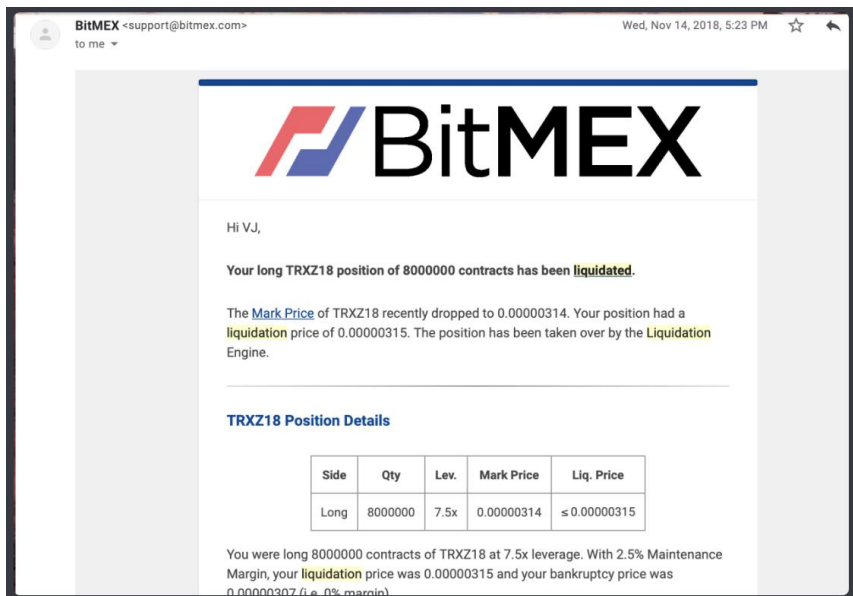 BitMEX <support@bitmex.com>
Wed, Nov 14, 2018, 5:23 PM
to me
BitMEX
Hi VJ,
Your long TRXZ18 position of 8000000 contracts has been liquidated.
The Mark Price of TRXZ18 recently dropped to 0.00000314. Your position had a
liquidation price of 0.00000315. The position has been taken over by the Liquidation
Engine.
TRXZ18 Position Details
Side Qty Lev. Mark Price Liq. Price
Long 8000000 7.5x 0.00000314 ≤ 0.00000315
You were long 8000000 contracts of TRXZ18 at 7.5x leverage. With 2.5% Maintenance
Margin, your liquidation price was 0.00000315 and your bankruptcy price was
0.00000307 (i.e. 0% margin)